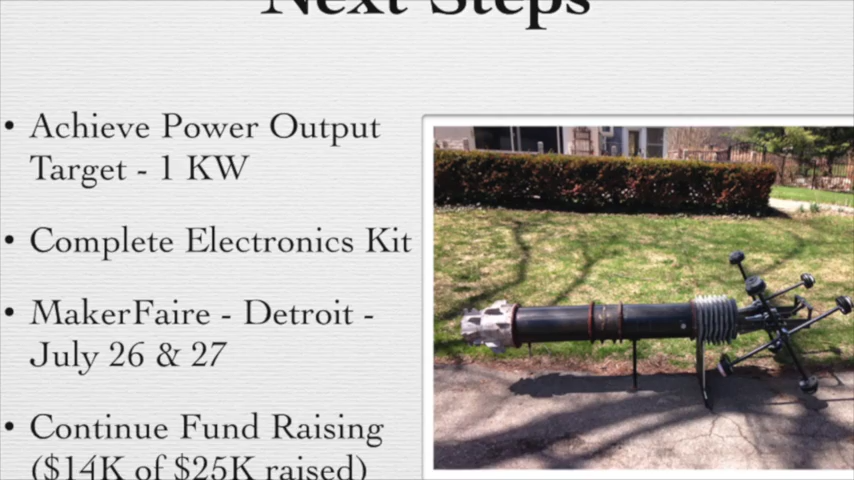 Next Steps
• Achieve Power Output
Target - 1 KW
• Complete Electronics Kit
• MakerFaire - Detroit -
July 26 & 27
• Continue Fund Raising
($14K of $25K raised)